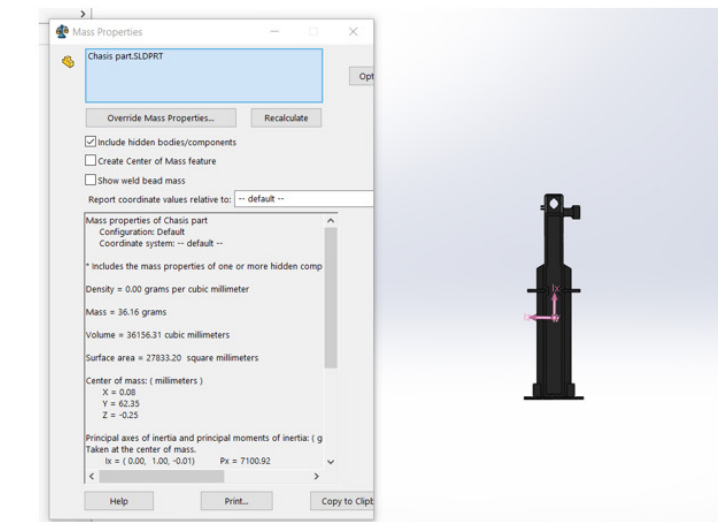 Mass Properties
Chasis part.SLDPRT
Opt
Override Mass Properties...
Recalculate
Include hidden bodies/components
Create Center of Mass feature
Show weld bead mass
Report coordinate values relative to: -- default --
Mass properties of Chasis part
Configuration: Default
Coordinate system: -- default --
* Includes the mass properties of one or more hidden comp
Density = 0.00 grams per cubic millimeter
Mass = 36.16 grams
Volume = 36156.31 cubic millimeters
Surface area = 27833.20 square millimeters
Center of mass: ( millimeters )
X = 0.08
Y = 62.35
Z = -0.25
Principal axes of inertia and principal moments of inertia: ( g
Taken at the center of mass.
Ix = ( 0.00, 1.00, -0.01) Px = 7100.92
Help
Print...
Copy to Clipb
Ix